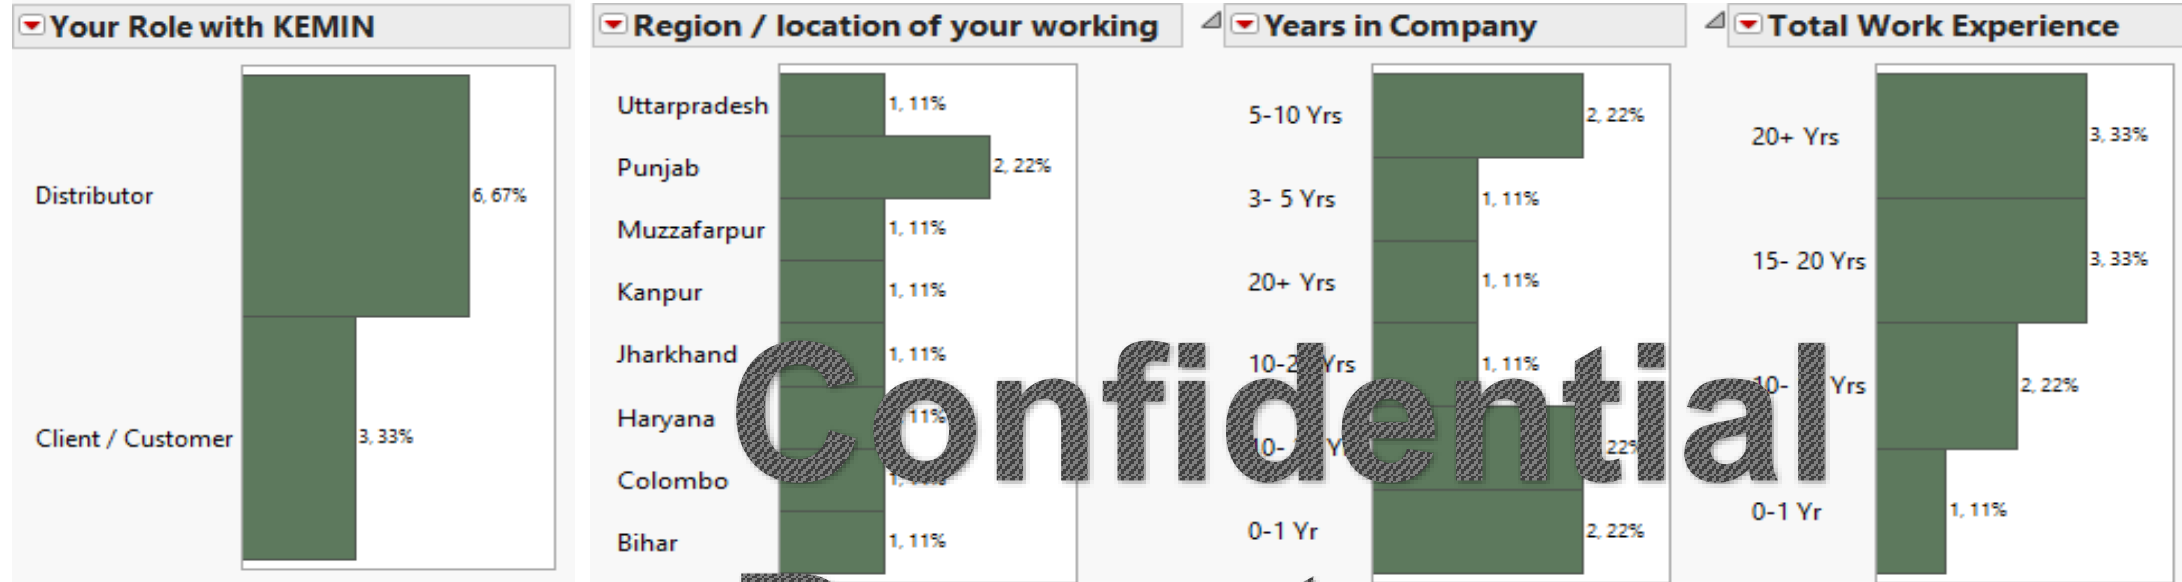 Your Role with KEMIN
Distributor
6, 67%
Client / Customer
3, 33%
Region / location of your working
Uttarpradesh
1, 11%
Punjab
2, 22%
Muzzafarpur
1, 11%
Kanpur
1, 11%
Jharkhand
1, 11%
Haryana
11%
Colombo
Bihar
1, 11%
Years in Company
5-10 Yrs
2, 22%
3- 5 Yrs
1, 11%
20+ Yrs
1, 11%
Yrs
1, 11%
0-1 Yr
2, 22%
Total Work Experience
20+ Yrs
3, 33%
15- 20 Yrs
3, 33%
Yrs
2, 22%
0-1 Yr
1, 11%
Confidential